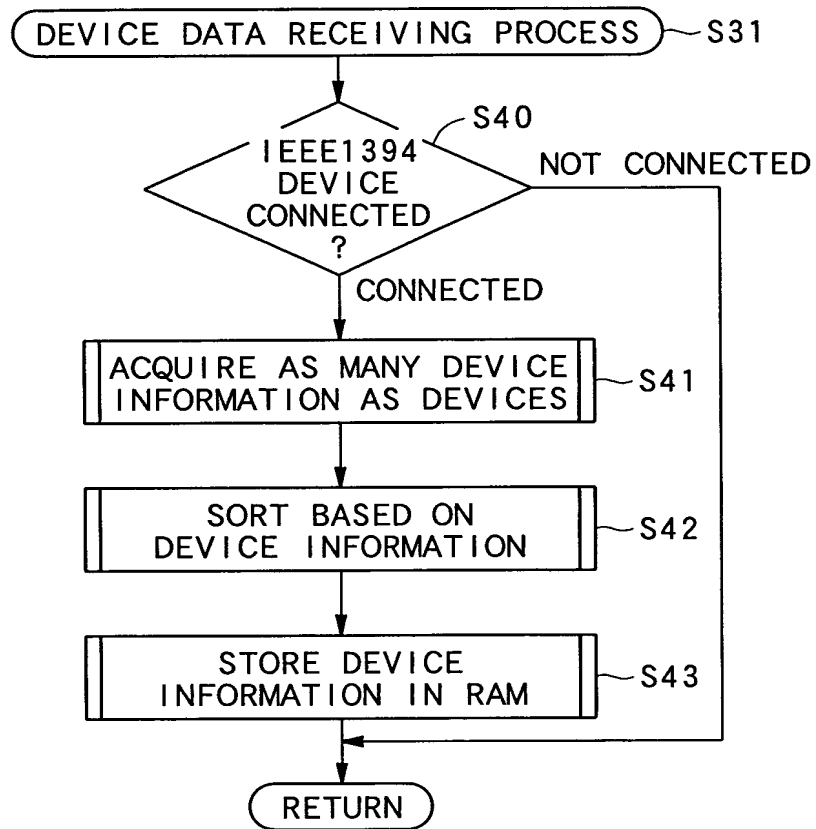 DEVICE DATA RECEIVING PROCESS S31
S40
IEEE1394
DEVICE
CONNECTED
?
NOT CONNECTED
CONNECTED
ACQUIRE AS MANY DEVICE
INFORMATION AS DEVICES
S41
SORT BASED ON
DEVICE INFORMATION
S42
STORE DEVICE
INFORMATION IN RAM
S43
RETURN